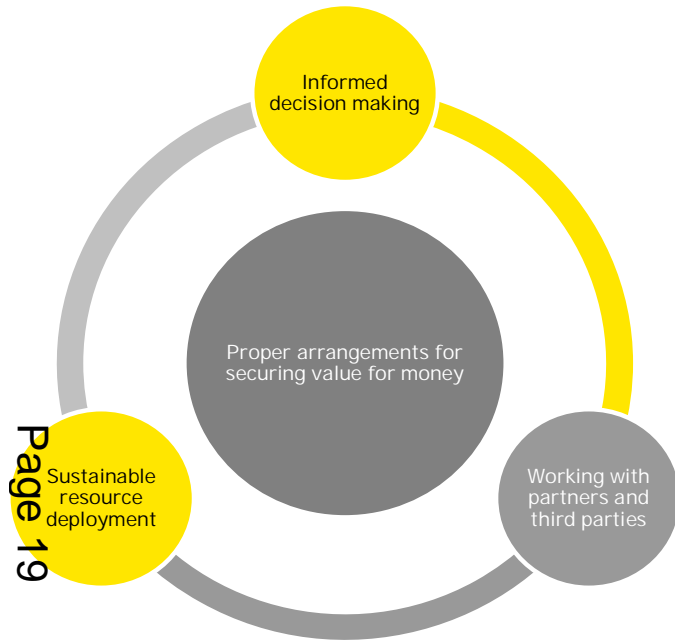 Informed
decision making
Proper arrangements for
securing value for money
Sustainable
resource
deployment
Working with
partners and
third parties
Page 19